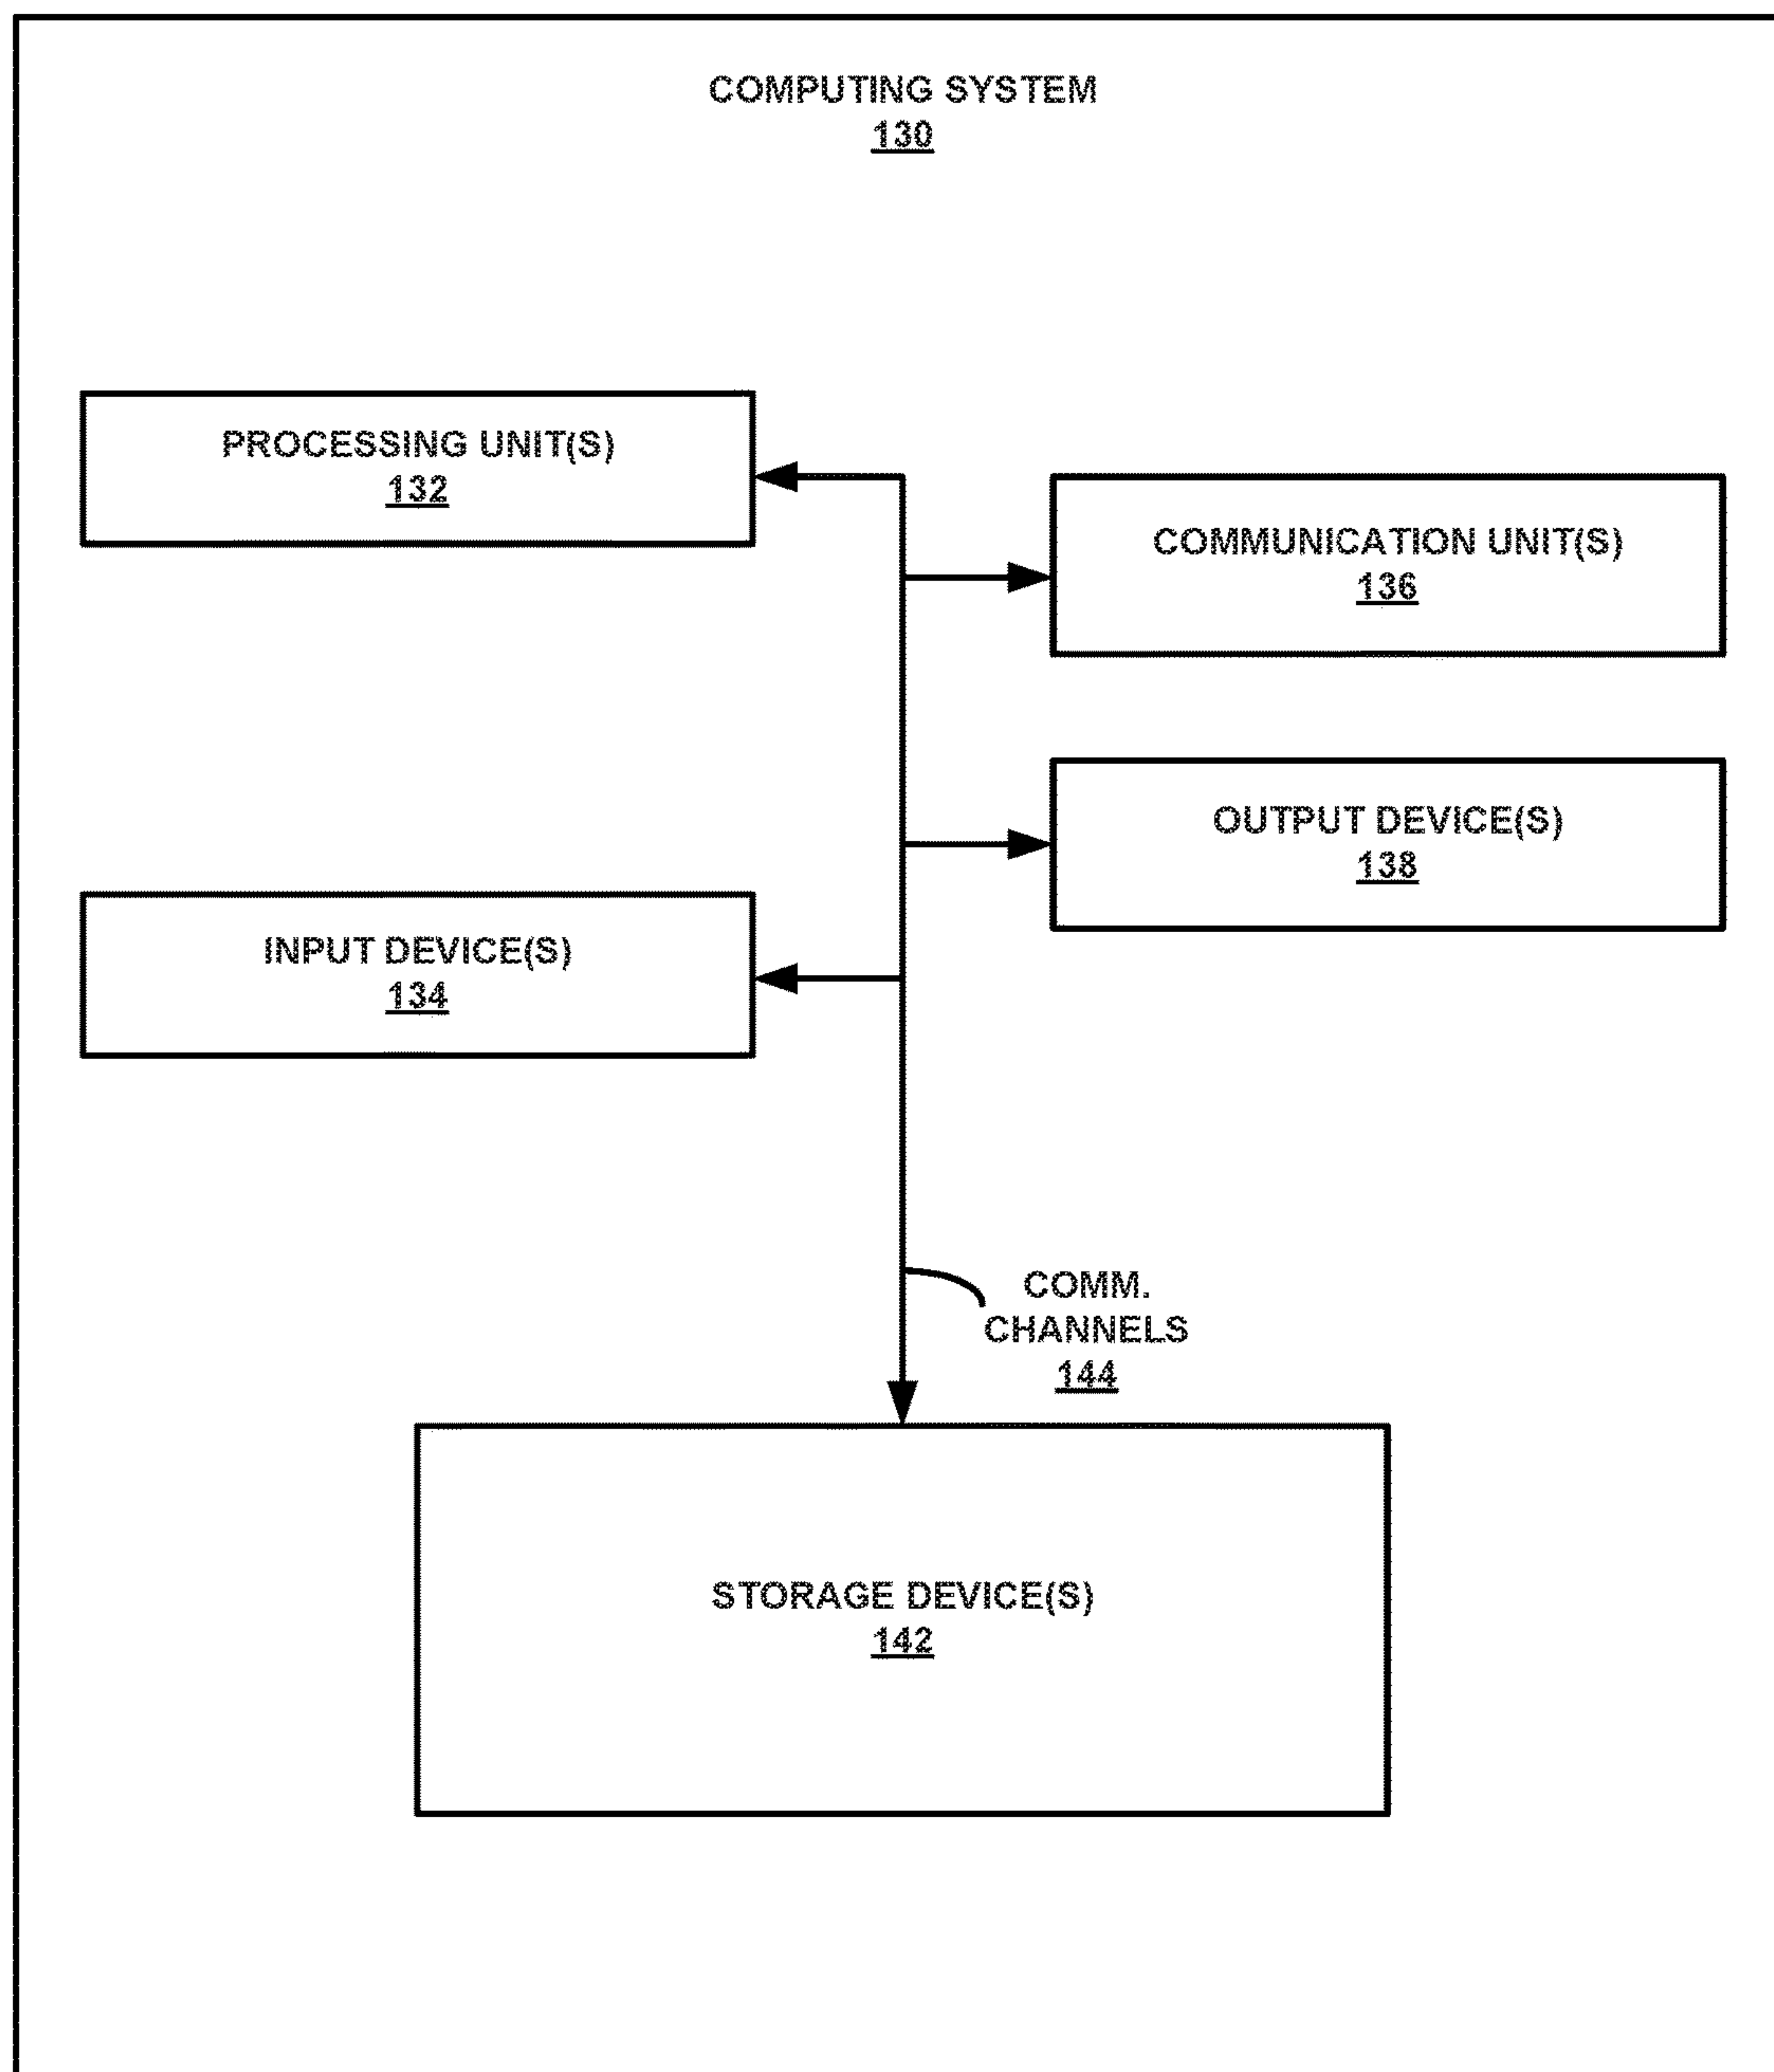 COMPUTING SYSTEM
130
PROCESSING UNIT(S)
132
COMMUNICATION UNIT(S)
136
OUTPUT DEVICE(S)
138
INPUT DEVICE(S)
134
COMM.
CHANNELS
144
STORAGE DEVICE(S)
142